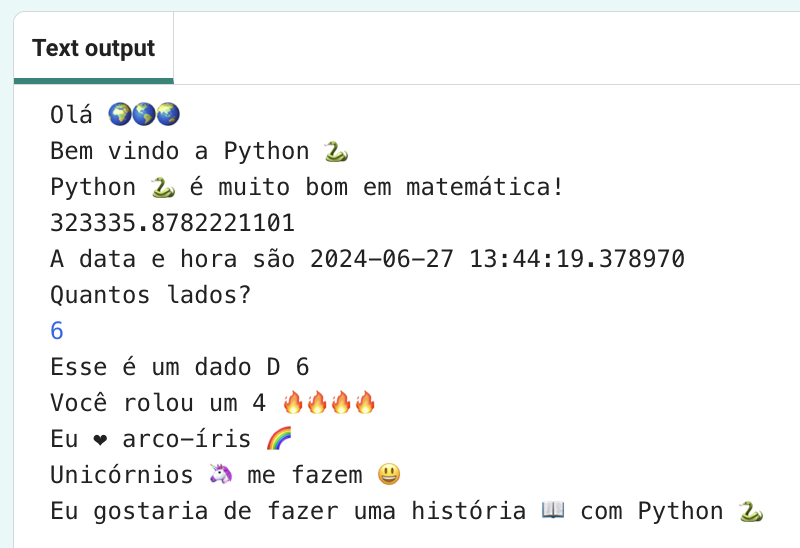 Text output
Olá 🌍🌎🌏
Bem vindo a Python 🐍
Python 🐍 é muito bom em matemática!
323335.8782221101
A data e hora são 2024-06-27 13:44:19.378970
Quantos lados?
6
Esse é um dado D 6
Você rolou um 4 🔥🔥🔥🔥
Eu ❤ arco-íris 🌈
Unicórnios 🦄 me fazem 😃
Eu gostaria de fazer uma história 📖 com Python 🐍